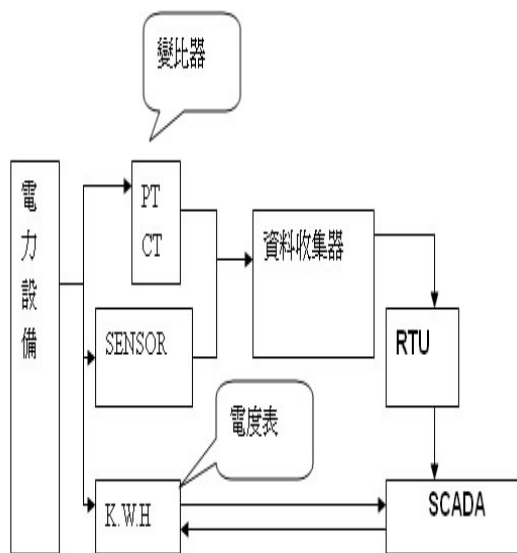 變比器
電
力
設
備
PT
CT
資料收集器
SENSOR
RTU
電度表
K.W.H
SCADA